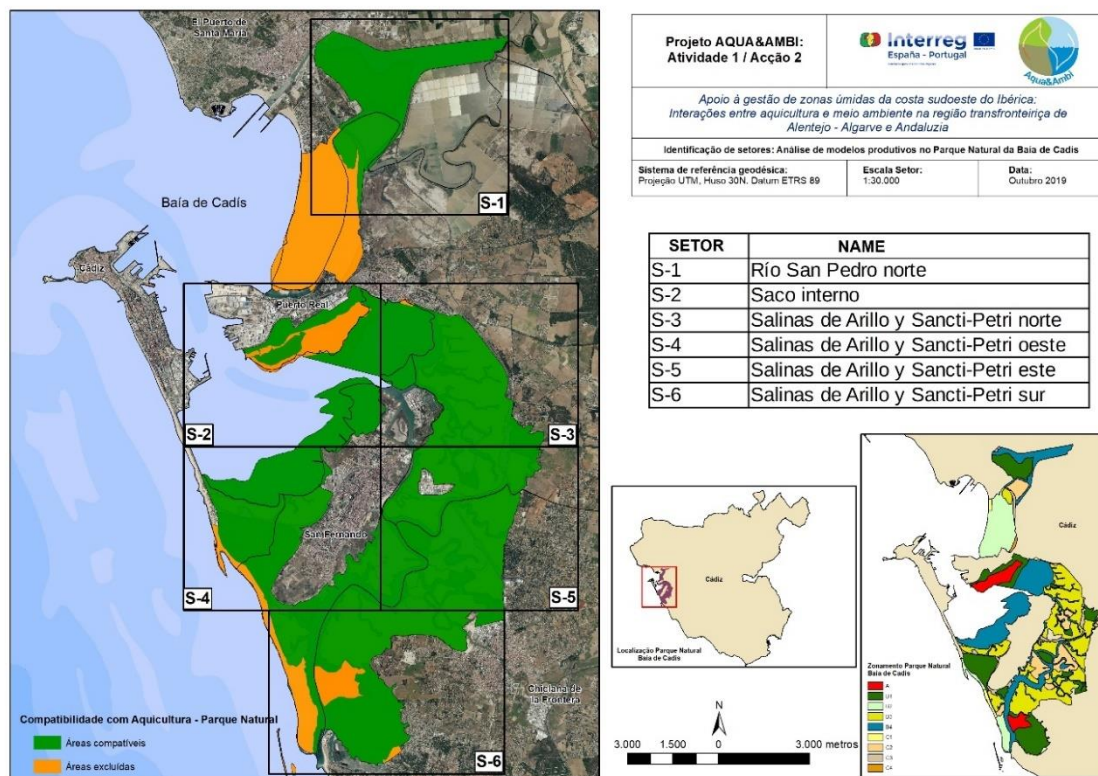 El Puerto de
Santa María
Baía de Cadís
Cádiz
Puerto Real
San Fernando
Chiclana de
la Frontera
S-1
S-2
S-3
S-4
S-5
S-6
Compatibilidade com Aquicultura - Parque Natural
Áreas compatíveis
Áreas excluídas
Projeto AQUA&AMBI:
Atividade 1 / Acção 2
Interreg
España - Portugal
Aqua&Ambi
Apoio à gestão de zonas úmidas da costa sudoeste do Ibérica:
Interações entre aquicultura e meio ambiente na região transfronteiriça de
Alentejo - Algarve e Andaluzia
Identificação de setores: Análise de modelos produtivos no Parque Natural da Baia de Cadis
Sistema de referência geodésica:
Projeção UTM, Huso 30N. Datum ETRS 89
Escala Setor:
1:30.000
Data:
Outubro 2019
SETOR NAME
S-1 Río San Pedro norte
S-2 Saco interno
S-3 Salinas de Arillo y Sancti-Petri norte
S-4 Salinas de Arillo y Sancti-Petri oeste
S-5 Salinas de Arillo y Sancti-Petri este
S-6 Salinas de Arillo y Sancti-Petri sur
Cádiz
Localização Parque Natural
Baia de Cadis
N
3.000 1.500 0 3.000 metros
Cádiz
Zonamento Parque Natural
Baia de Cadis
A
B1
B2
B3
B4
C1
C2
C3
C4